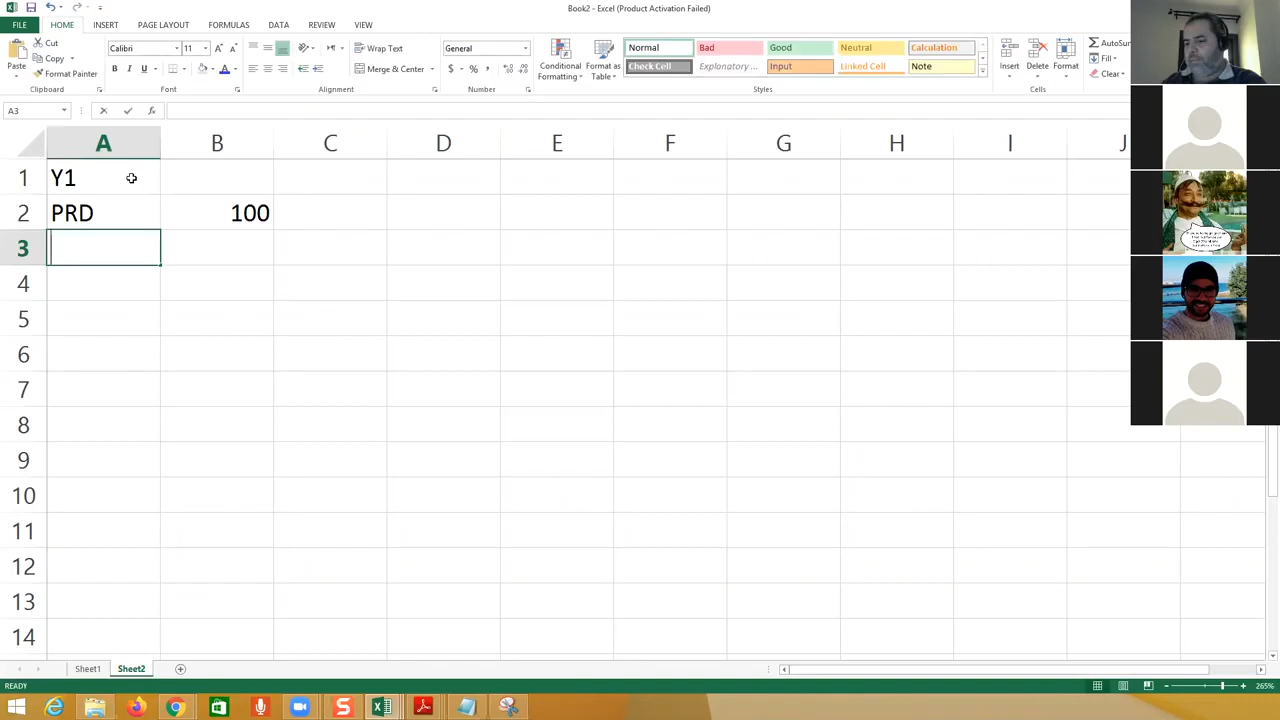 Book2 - Excel (Product Activation Failed)
FILE HOME INSERT PAGE LAYOUT FORMULAS DATA REVIEW VIEW
Cut
Copy
Format Painter
Paste
Clipboard
Calibri 11
B I U
Font
Wrap Text
Merge & Center
Alignment
General
$ % ,
Number
Conditional Formatting
Format as Table
Normal Bad Good Neutral Calculation
Check Cell Explanatory ... Input Linked Cell Note
Styles
Insert Delete Format
Cells
AutoSum
Fill
Clear
A3 fx
A B C D E F G H I J
1 Y1
2 PRD 100
3
4
5
6
7
8
9
10
11
12
13
14
Sheet1 Sheet2
READY 265%